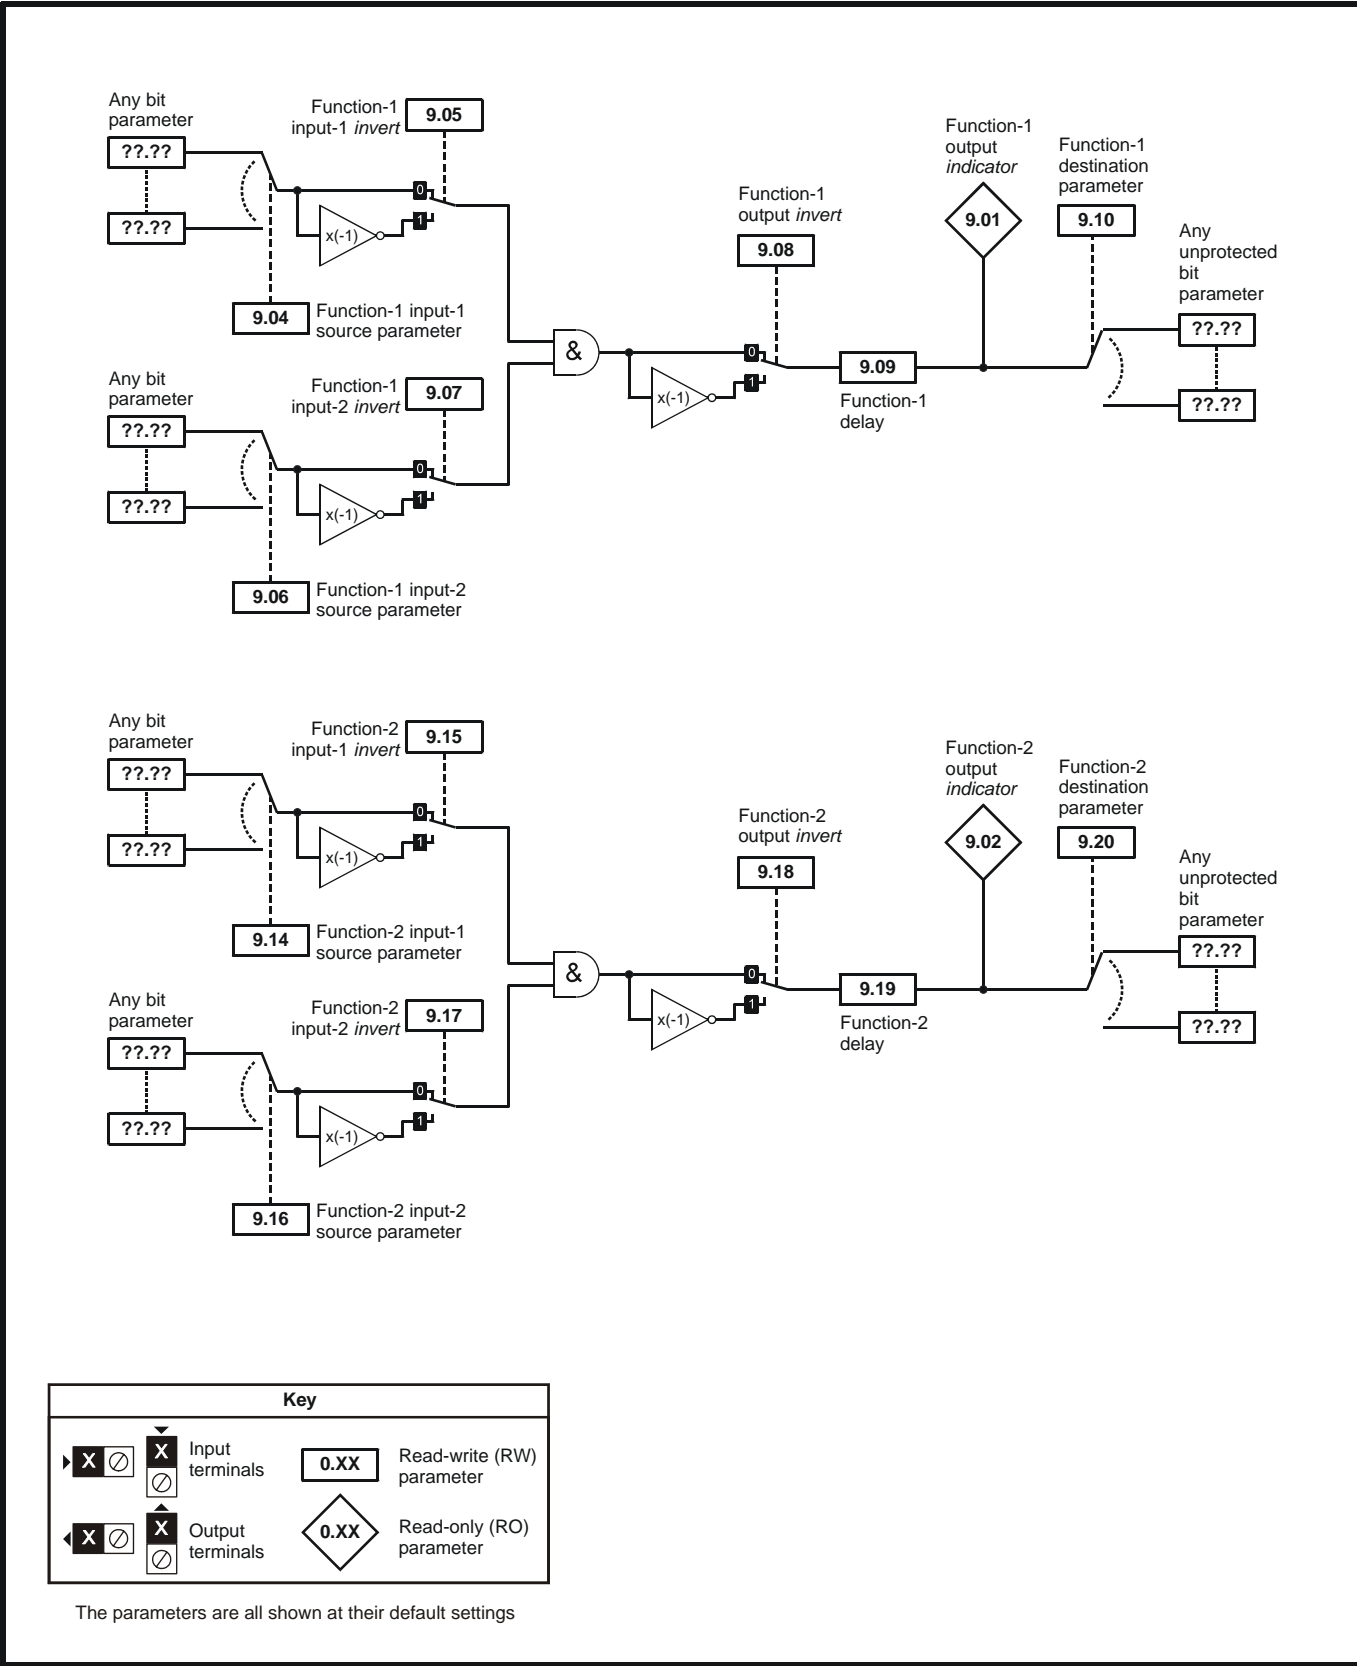 Any bit
parameter
??.??
??.??
Function-1
input-1 invert
9.05
0
1
x(-1)
9.04
Function-1 input-1
source parameter
Any bit
parameter
??.??
??.??
Function-1
input-2 invert
9.07
0
1
x(-1)
9.06
Function-1 input-2
source parameter
&
x(-1)
Function-1
output invert
9.08
0
1
9.09
Function-1
delay
Function-1
output
indicator
9.01
Function-1
destination
parameter
9.10
Any
unprotected
bit
parameter
??.??
??.??
Any bit
parameter
??.??
??.??
Function-2
input-1 invert
9.15
0
1
x(-1)
9.14
Function-2 input-1
source parameter
Any bit
parameter
??.??
??.??
Function-2
input-2 invert
9.17
0
1
x(-1)
9.16
Function-2 input-2
source parameter
&
x(-1)
Function-2
output invert
9.18
0
1
9.19
Function-2
delay
Function-2
output
indicator
9.02
Function-2
destination
parameter
9.20
Any
unprotected
bit
parameter
??.??
??.??
Key
X
X
Input
terminals
0.XX
Read-write (RW)
parameter
X
X
Output
terminals
0.XX
Read-only (RO)
parameter
The parameters are all shown at their default settings